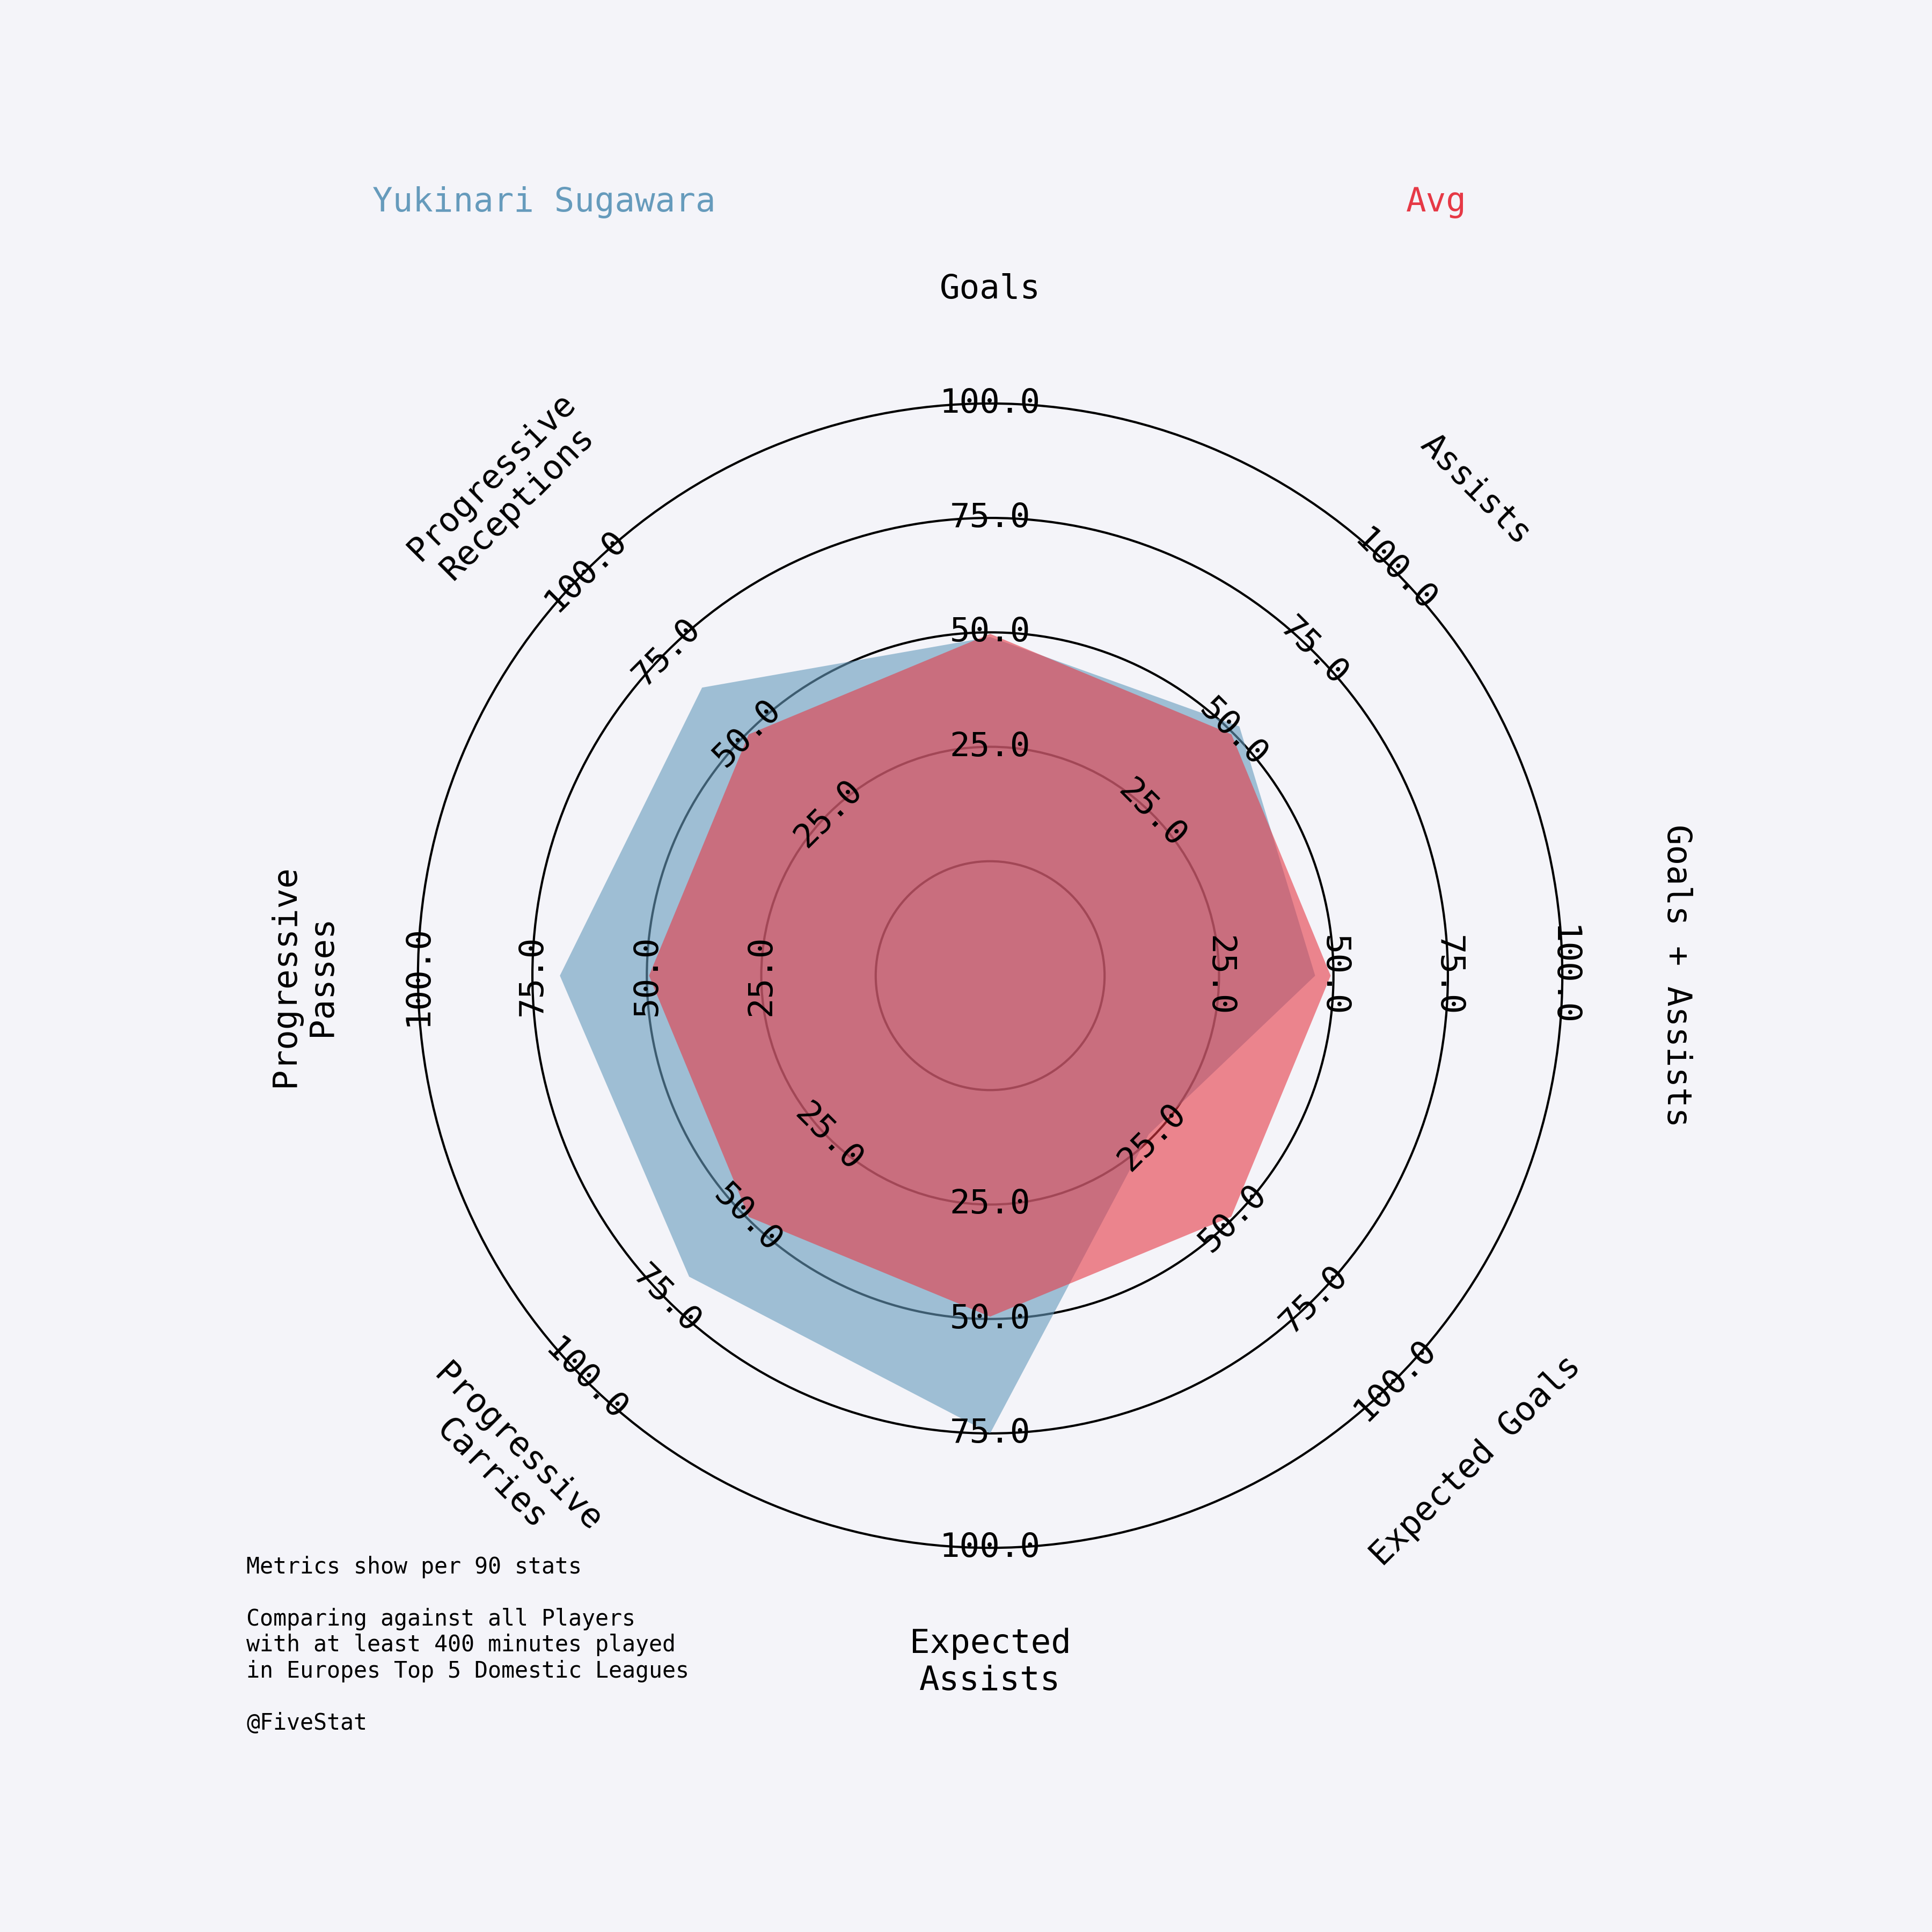 Yukinari Sugawara
Avg
Goals
Assists
Goals + Assists
Expected Goals
Expected
Assists
Progressive
Carries
Progressive
Passes
Progressive
Receptions
25.0
50.0
75.0
100.0
25.0
50.0
75.0
100.0
25.0
50.0
75.0
100.0
25.0
50.0
75.0
100.0
25.0
50.0
75.0
100.0
25.0
50.0
75.0
100.0
25.0
50.0
75.0
100.0
25.0
50.0
75.0
100.0
Metrics show per 90 stats
Comparing against all Players
with at least 400 minutes played
in Europes Top 5 Domestic Leagues
@FiveStat